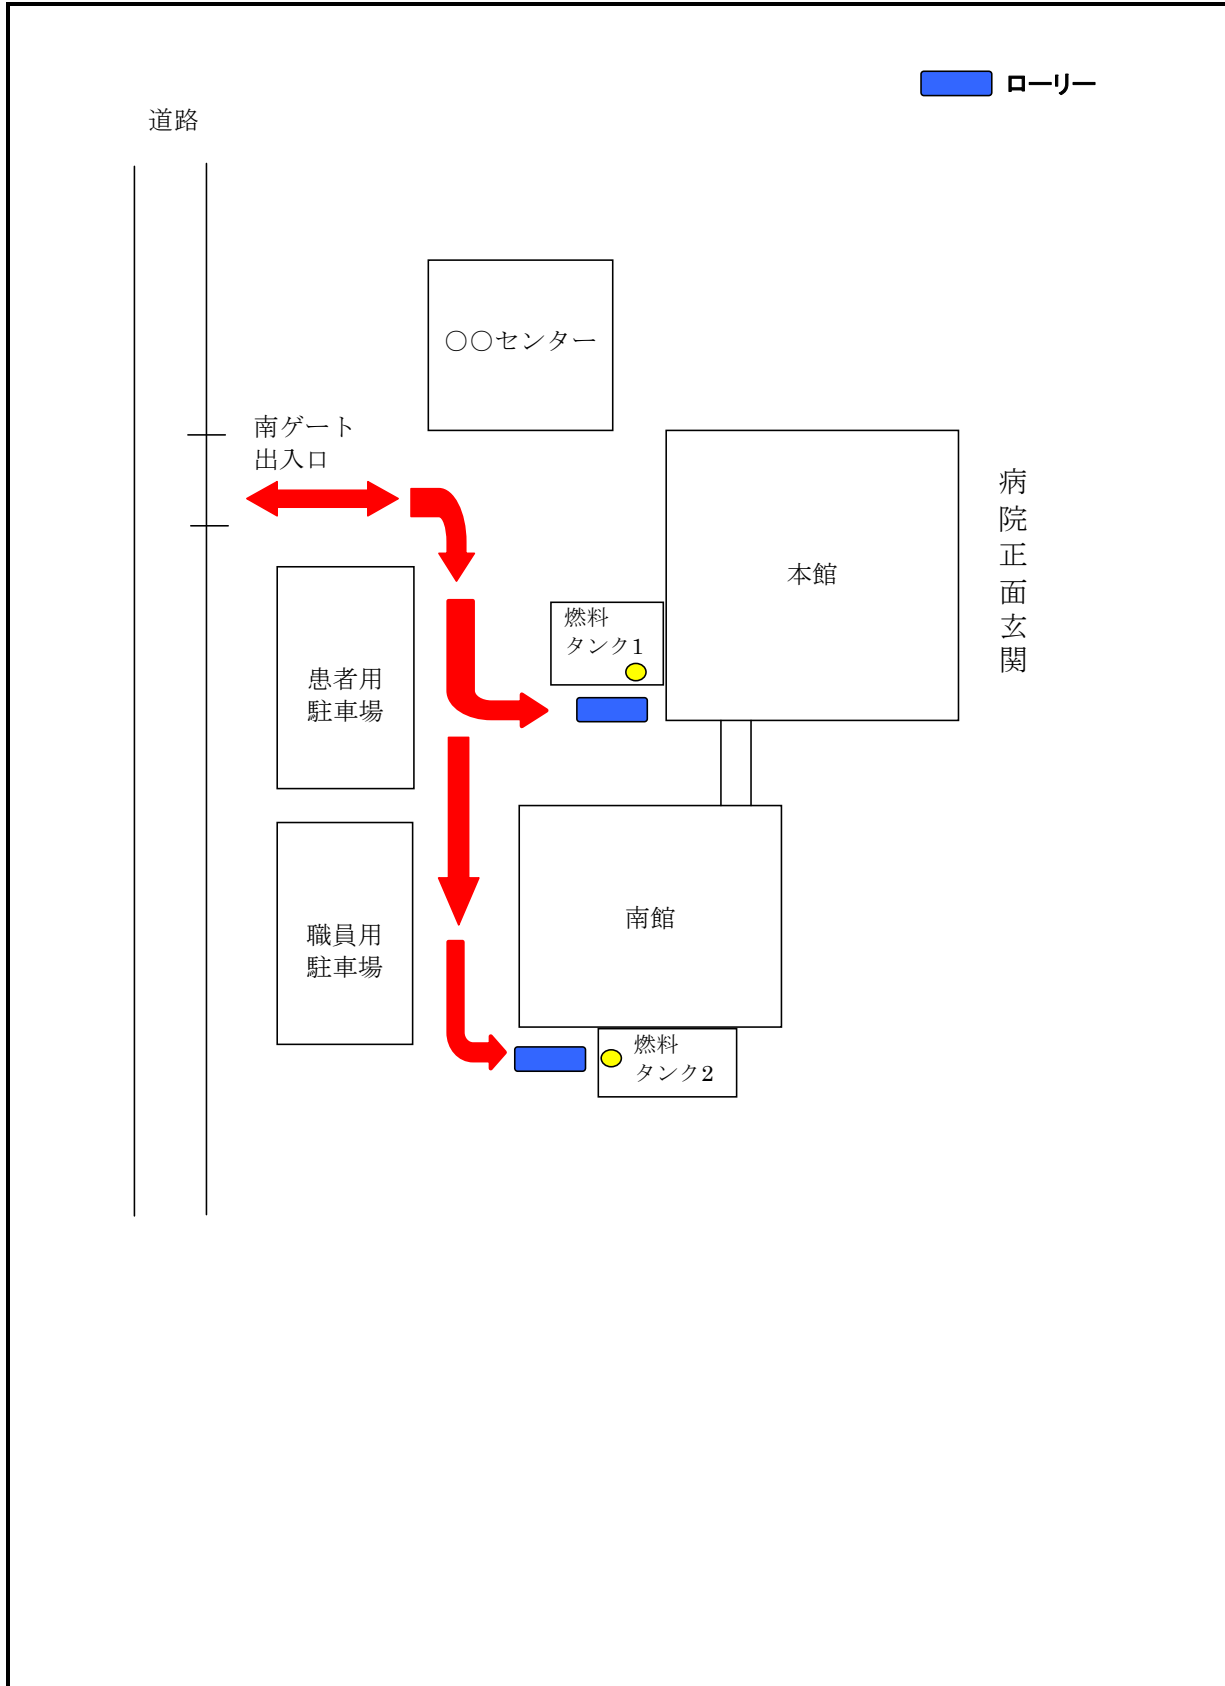 ローリー
道路
○○センター
南ゲート
出入口
病院正面玄関
本館
燃料
タンク1
患者用
駐車場
南館
職員用
駐車場
燃料
タンク2